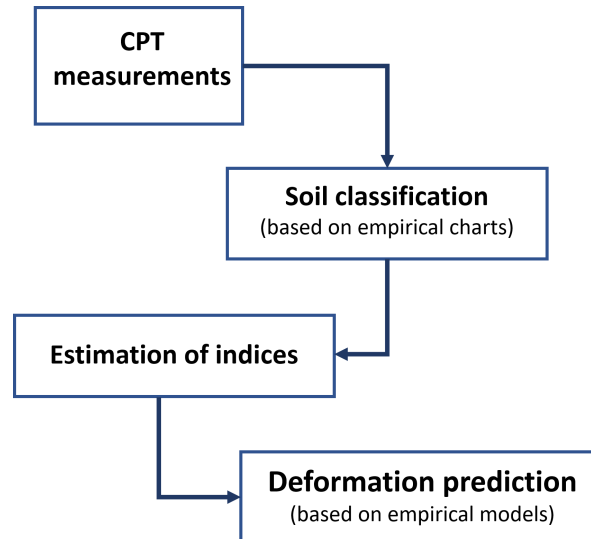 CPT
measurements
Soil classification
(based on empirical charts)
Estimation of indices
Deformation prediction
(based on empirical models)